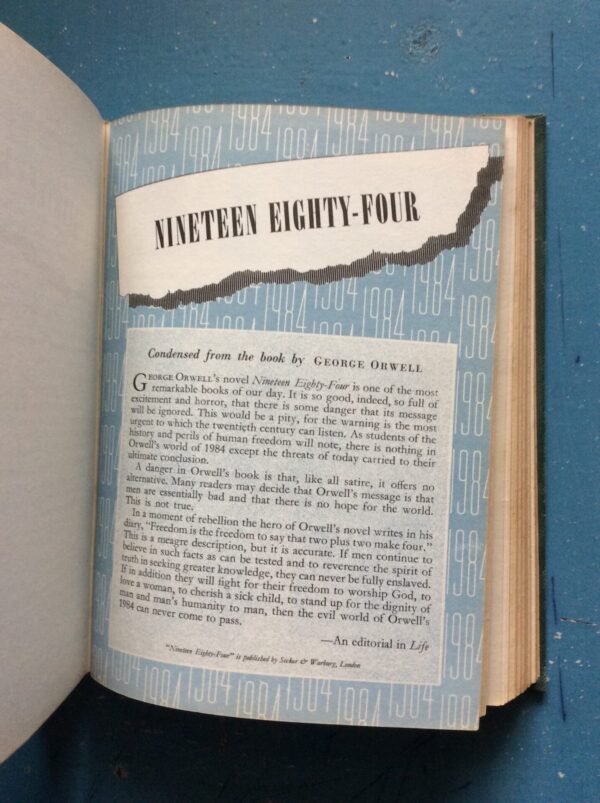 NINETEEN EIGHTY-FOUR
Condensed from the book by GEORGE ORWELL
GEORGE ORWELL's novel Nineteen Eighty-Four is one of the most
remarkable books of our day. It is so good, indeed, so full of
excitement and horror, that there is some danger that its message
will be ignored. This would be a pity, for the warning is the most
urgent to which the twentieth century can listen. As students of the
history and perils of human freedom will note, there is nothing in
Orwell's world of 1984 except the threats of today carried to their
ultimate conclusion.
A danger in Orwell's book is that, like all satire, it offers no
alternative. Many readers may decide that Orwell's message is that
men are essentially bad and that there is no hope for the world.
This is not true.
In a moment of rebellion the hero of Orwell's novel writes in his
diary, "Freedom is the freedom to say that two plus two make four."
This is a meagre description, but it is accurate. If men continue to
believe in such facts as can be tested and to reverence the spirit of
truth in seeking greater knowledge, they can never be fully enslaved.
If in addition they will fight for their freedom to worship God, to
love a woman, to cherish a sick child, to stand up for the dignity of
man and man's humanity to man, then the evil world of Orwell's
1984 can never come to pass.
—An editorial in Life
"Nineteen Eighty-Four" is published by Secker & Warburg, London